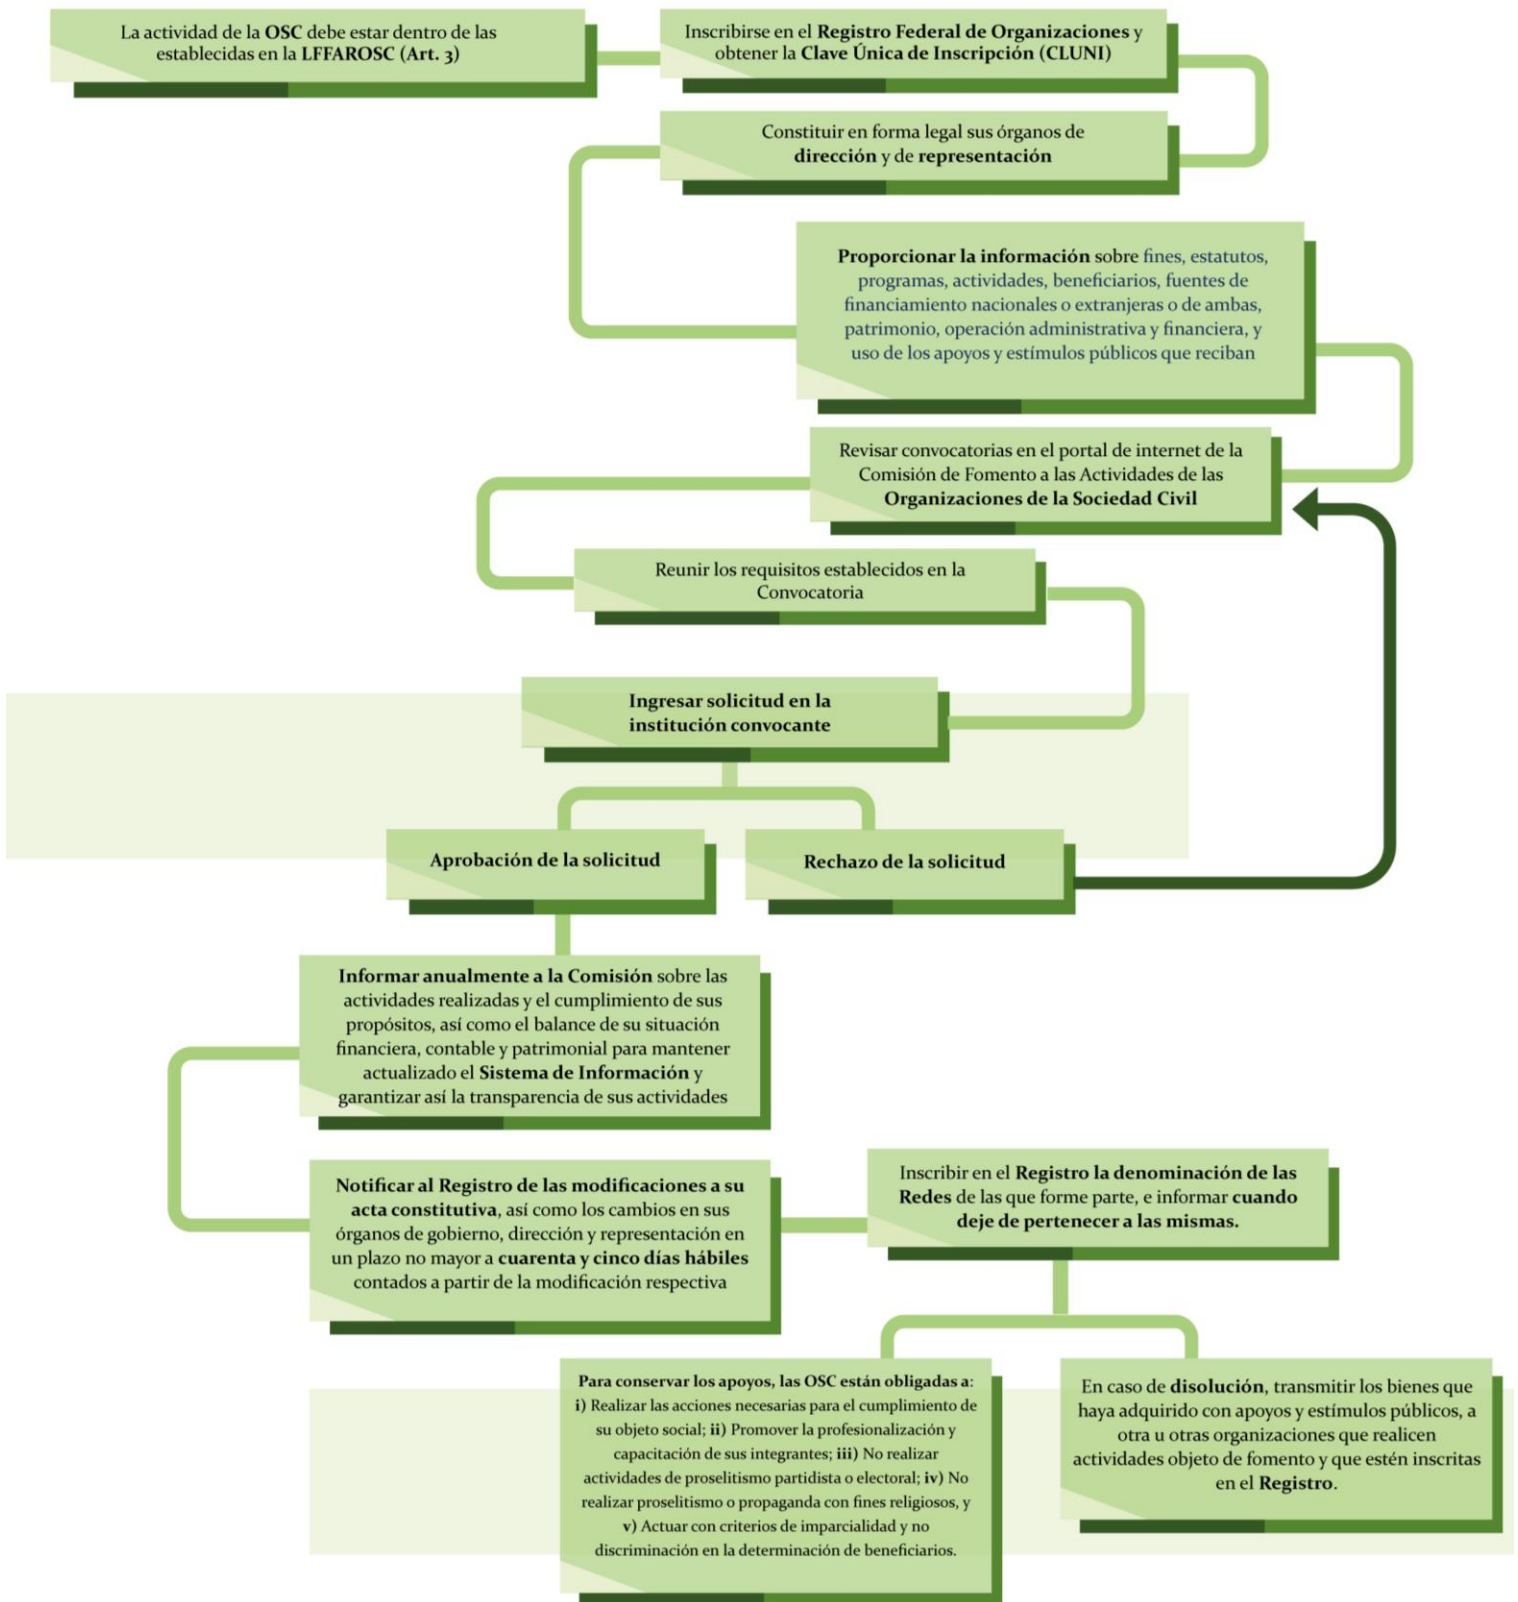 La actividad de la OSC debe estar dentro de las
establecidas en la LFFAROSC (Art. 3)
Inscribirse en el Registro Federal de Organizaciones y
obtener la Clave Única de Inscripción (CLUNI)
Constituir en forma legal sus órganos de
dirección y de representación
Proporcionar la información sobre fines, estatutos,
programas, actividades, beneficiarios, fuentes de
financiamiento nacionales o extranjeras o de ambas,
patrimonio, operación administrativa y financiera, y
uso de los apoyos y estímulos públicos que reciban
Revisar convocatorias en el portal de internet de la
Comisión de Fomento a las Actividades de las
Organizaciones de la Sociedad Civil
Reunir los requisitos establecidos en la
Convocatoria
Ingresar solicitud en la
institución convocante
Aprobación de la solicitud
Rechazo de la solicitud
Informar anualmente a la Comisión sobre las
actividades realizadas y el cumplimiento de sus
propósitos, así como el balance de su situación
financiera, contable y patrimonial para mantener
actualizado el Sistema de Información y
garantizar así la transparencia de sus actividades
Notificar al Registro de las modificaciones a su
acta constitutiva, así como los cambios en sus
órganos de gobierno, dirección y representación en
un plazo no mayor a cuarenta y cinco días hábiles
contados a partir de la modificación respectiva
Inscribir en el Registro la denominación de las
Redes de las que forme parte, e informar cuando
deje de pertenecer a las mismas.
Para conservar los apoyos, las OSC están obligadas a:
i) Realizar las acciones necesarias para el cumplimiento de
su objeto social; ii) Promover la profesionalización y
capacitación de sus integrantes; iii) No realizar
actividades de proselitismo partidista o electoral; iv) No
realizar proselitismo o propaganda con fines religiosos, y
v) Actuar con criterios de imparcialidad y no
discriminación en la determinación de beneficiarios.
En caso de disolución, transmitir los bienes que
haya adquirido con apoyos y estímulos públicos, a
otra u otras organizaciones que realicen
actividades objeto de fomento y que estén inscritas
en el Registro.